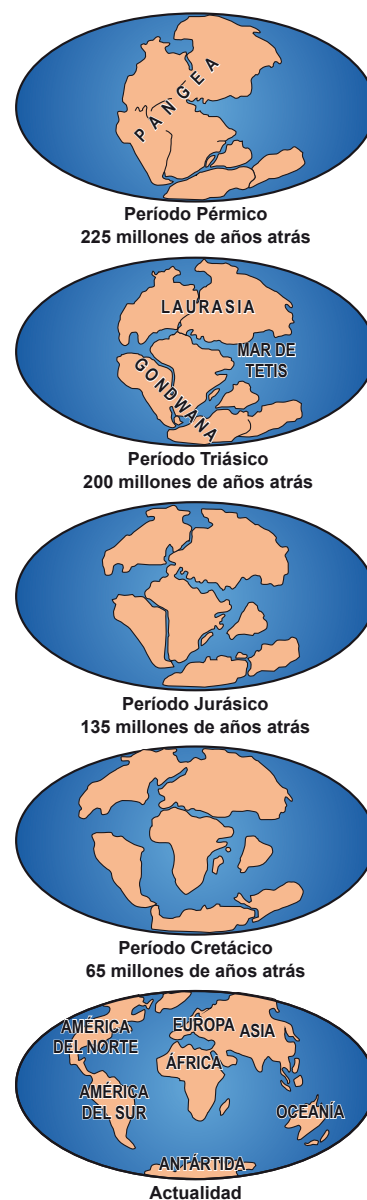 PANGEA
Período Pérmico
225 millones de años atrás
LAURASIA
MAR DE
TETIS
GONDWANA
Período Triásico
200 millones de años atrás
Período Jurásico
135 millones de años atrás
Período Cretácico
65 millones de años atrás
AMÉRICA
DEL NORTE
EUROPA
ASIA
ÁFRICA
AMÉRICA
DEL SUR
OCEANÍA
ANTÁRTIDA
Actualidad